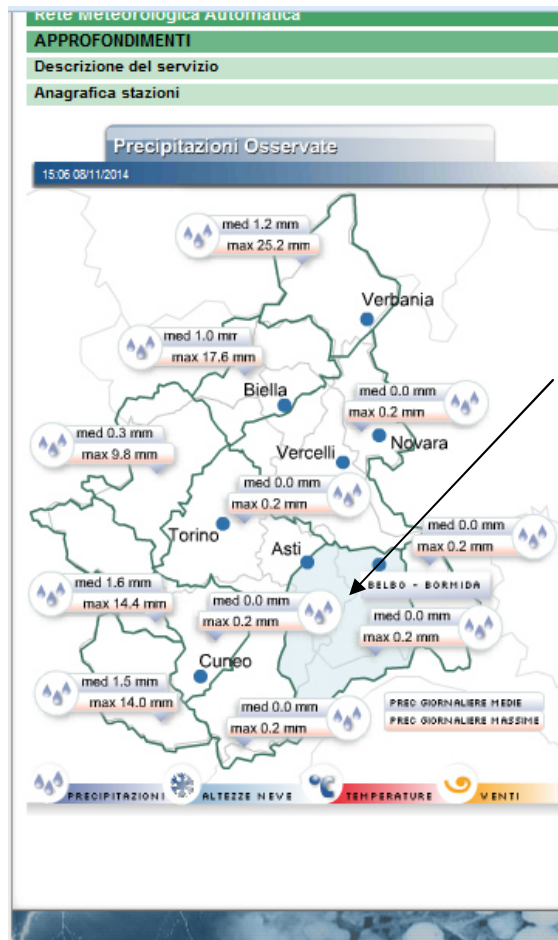 Rete Meteorologica Automatica
APPROFONDIMENTI
Descrizione del servizio
Anagrafica stazioni
Precipitazioni Osservate
15:06 08/11/2014
med 1.2 mm
max 25.2 mm
Verbania
med 1.0 mm
max 17.6 mm
Biella
med 0.0 mm
max 0.2 mm
Novara
med 0.3 mm
max 9.8 mm
Vercelli
med 0.0 mm
max 0.2 mm
Torino
med 0.0 mm
max 0.2 mm
Asti
BELBO - BORMIDA
med 1.6 mm
max 14.4 mm
med 0.0 mm
max 0.2 mm
med 0.0 mm
max 0.2 mm
Cuneo
med 1.5 mm
max 14.0 mm
med 0.0 mm
max 0.2 mm
PREC GIORNALIERE MEDIE
PREC GIORNALIERE MASSIME
PRECIPITAZIONI
ALTEZZE NEVE
TEMPERATURE
VENTI